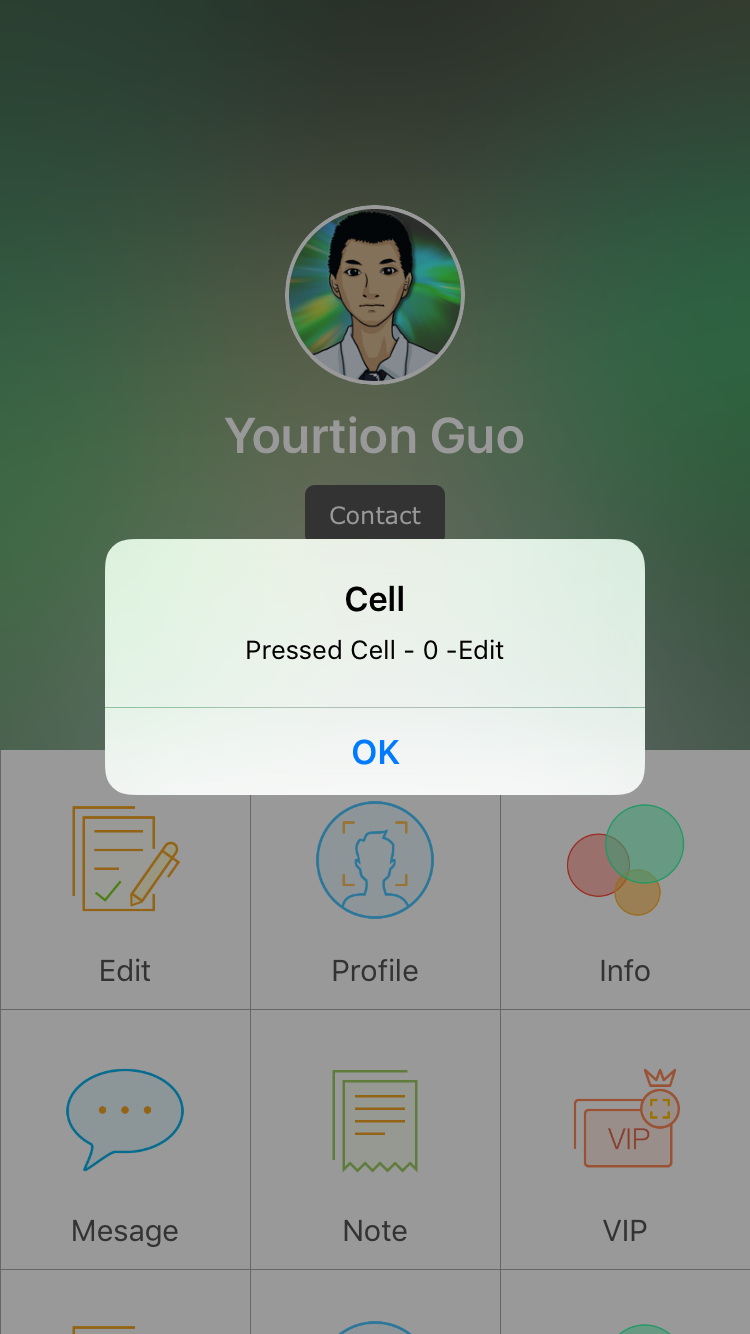 Yourtion Guo
Contact
Cell
Pressed Cell - 0 -Edit
OK
Edit
Profile
Info
Mesage
Note
VIP
VIP